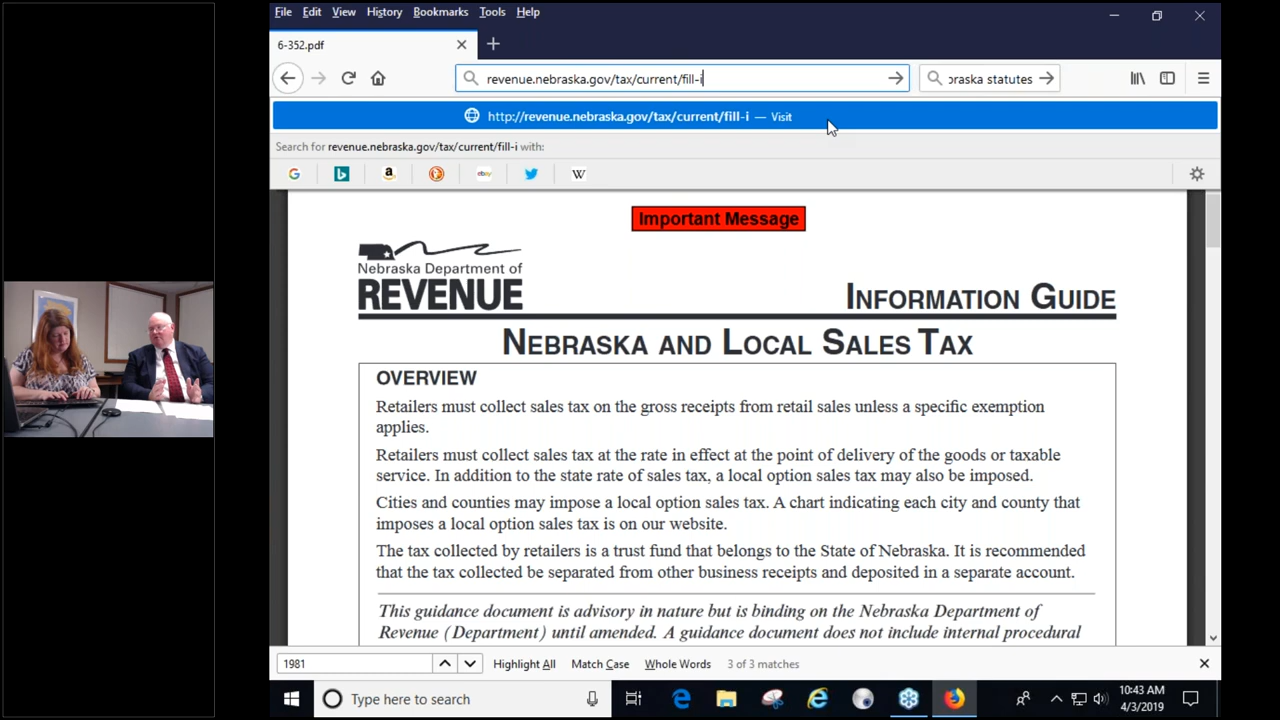 File Edit View History Bookmarks Tools Help
6-352.pdf
revenue.nebraska.gov/tax/current/fill-i
braska statutes
http://revenue.nebraska.gov/tax/current/fill-i — Visit
Search for revenue.nebraska.gov/tax/current/fill-i with:
G b a ebay W
Important Message
Nebraska Department of
REVENUE
INFORMATION GUIDE
NEBRASKA AND LOCAL SALES TAX
OVERVIEW
Retailers must collect sales tax on the gross receipts from retail sales unless a specific exemption
applies.
Retailers must collect sales tax at the rate in effect at the point of delivery of the goods or taxable
service. In addition to the state rate of sales tax, a local option sales tax may also be imposed.
Cities and counties may impose a local option sales tax. A chart indicating each city and county that
imposes a local option sales tax is on our website.
The tax collected by retailers is a trust fund that belongs to the State of Nebraska. It is recommended
that the tax collected be separated from other business receipts and deposited in a separate account.
This guidance document is advisory in nature but is binding on the Nebraska Department of
Revenue (Department) until amended. A guidance document does not include internal procedural
1981 Highlight All Match Case Whole Words 3 of 3 matches
Type here to search
10:43 AM
4/3/2019